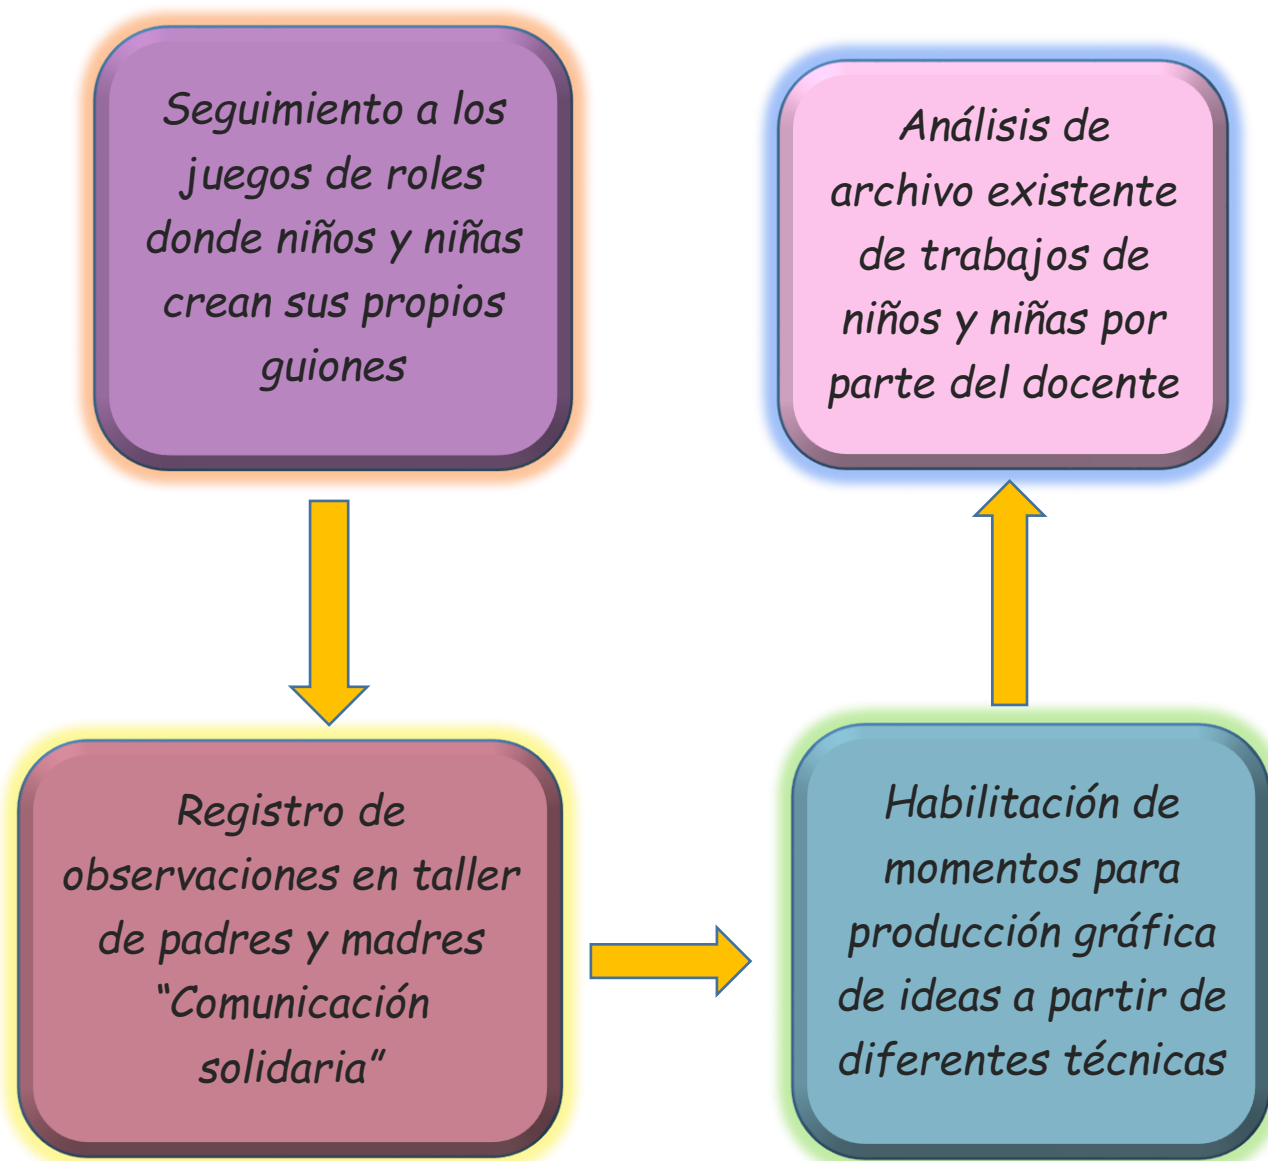 Seguimiento a los
juegos de roles
donde niños y niñas
crean sus propios
guiones
Registro de
observaciones en taller
de padres y madres
“Comunicación
solidaria”
Habilitación de
momentos para
producción gráfica
de ideas a partir de
diferentes técnicas
Análisis de
archivo existente
de trabajos de
niños y niñas por
parte del docente